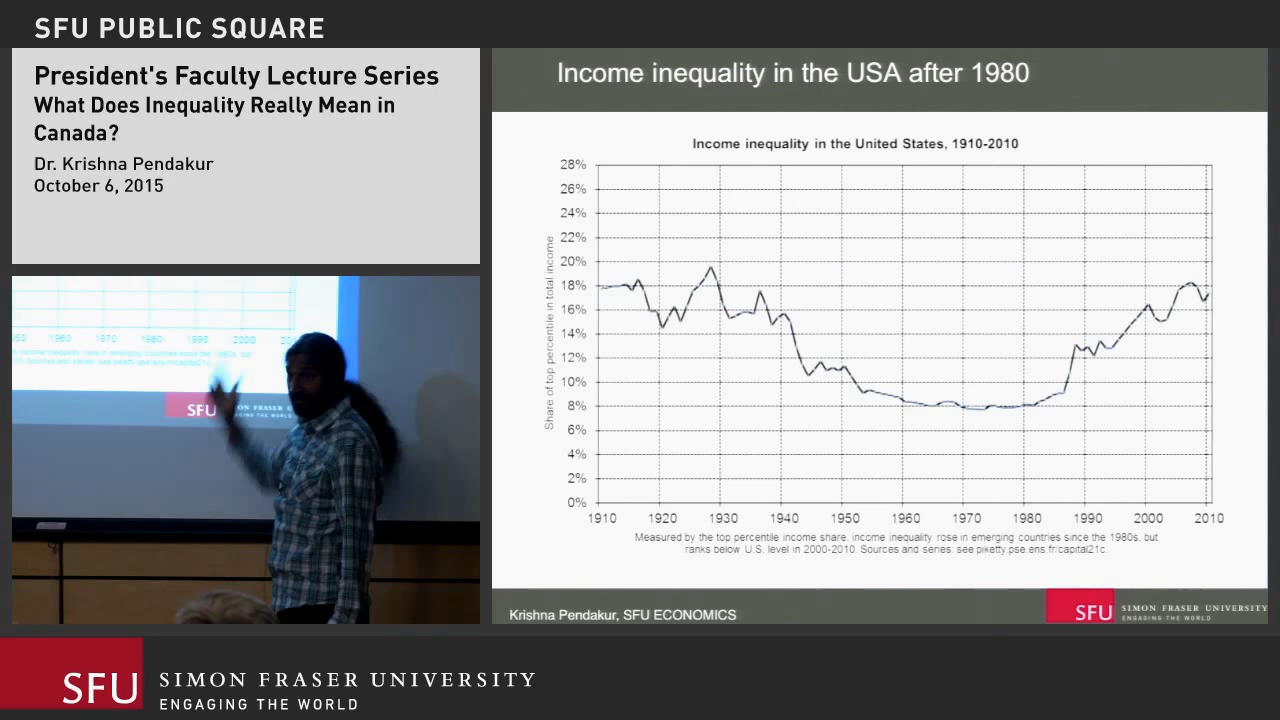 SFU PUBLIC SQUARE
President's Faculty Lecture Series
What Does Inequality Really Mean in
Canada?
Dr. Krishna Pendakur
October 6, 2015
1960
1970
1980
1990
2000
SFU
Income inequality in the USA after 1980
Income inequality in the United States, 1910-2010
Share of top percentile in total income
28%
26%
24%
22%
20%
18%
16%
14%
12%
10%
8%
6%
4%
2%
0%
1910 1920 1930 1940 1950 1960 1970 1980 1990 2000 2010
Measured by the top percentile income share, income inequality rose in emerging countries since the 1980s, but
ranks below U.S. level in 2000-2010. Sources and series: see piketty.pse.ens.fr/capital21c.
Krishna Pendakur, SFU ECONOMICS
SFU
SIMON FRASER UNIVERSITY
ENGAGING THE WORLD
SFU
SIMON FRASER UNIVERSITY
ENGAGING THE WORLD